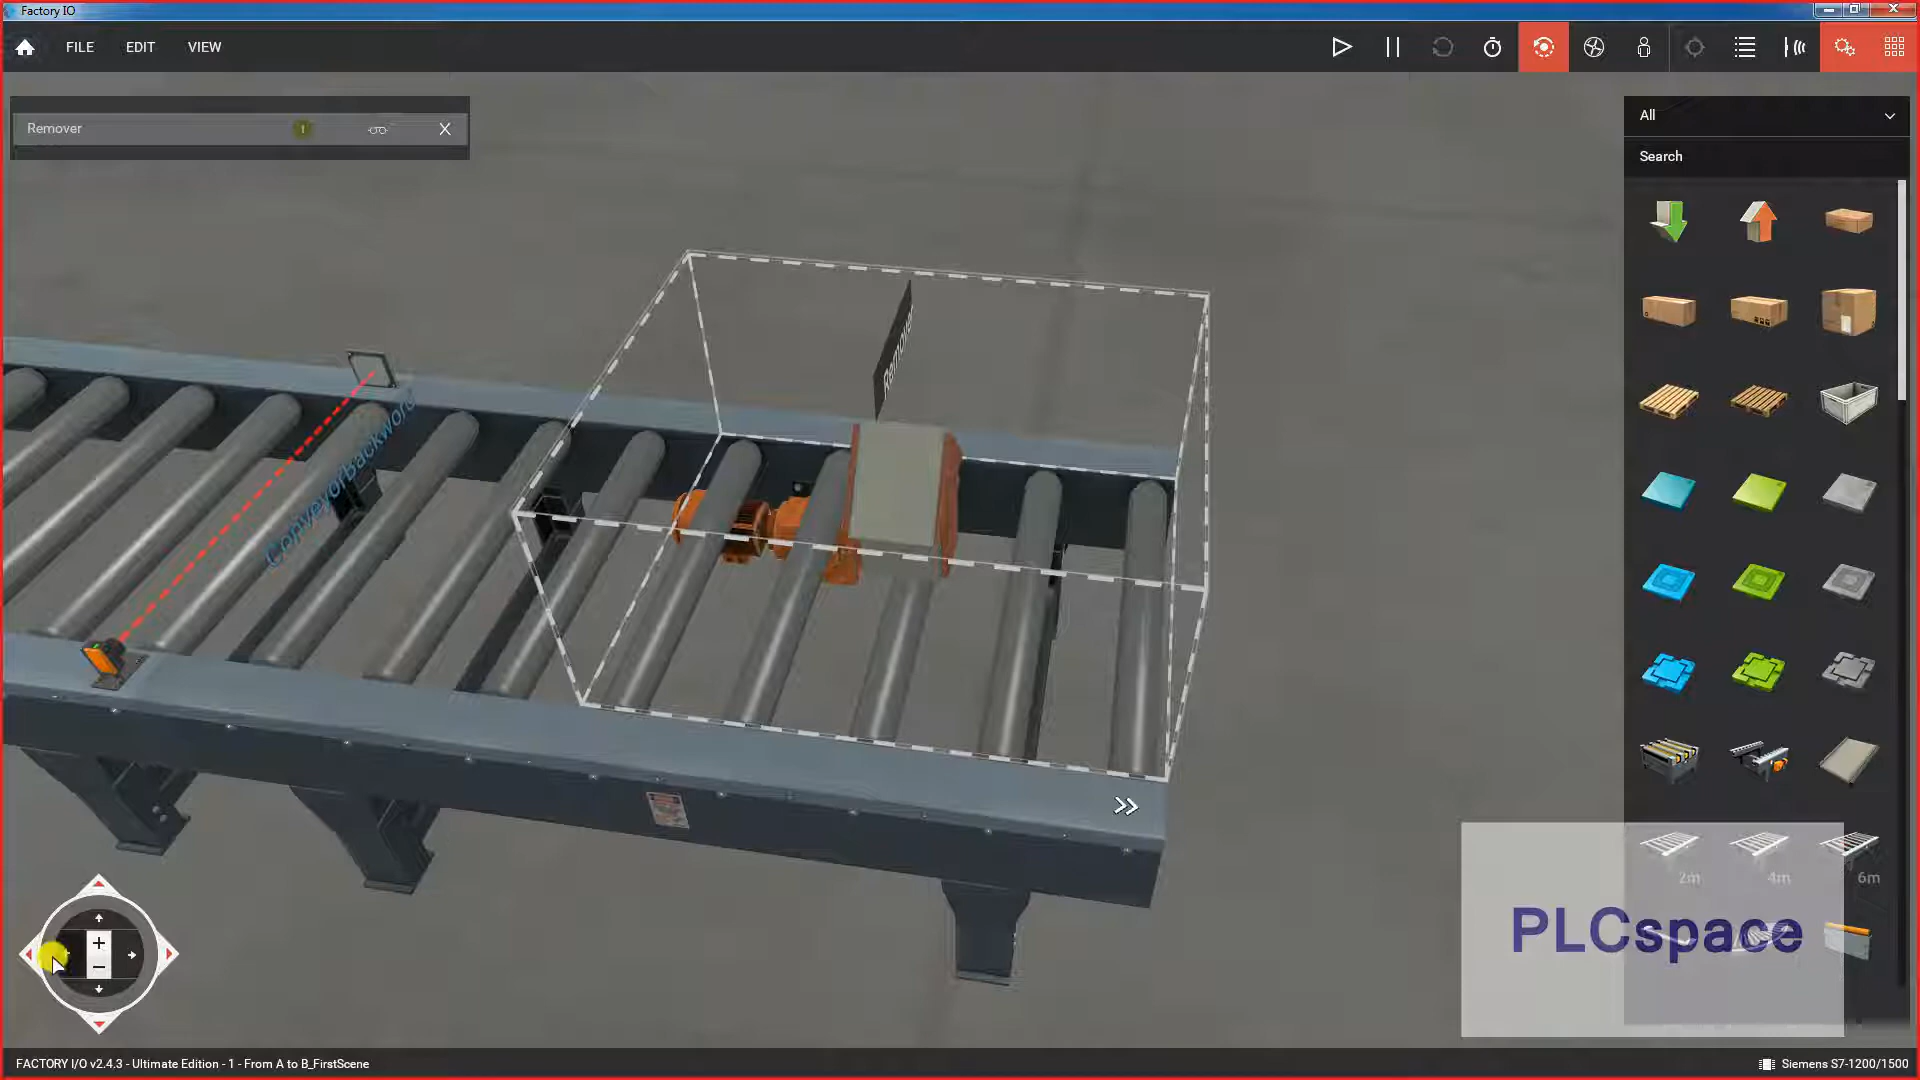 Factory IO
FILE EDIT VIEW
Remover
All
Search
Remover
Conveyorbackword
2m 4m 6m
PLCspace
FACTORY I/O v2.4.3 - Ultimate Edition - 1 - From A to B_FirstScene
Siemens S7-1200/1500